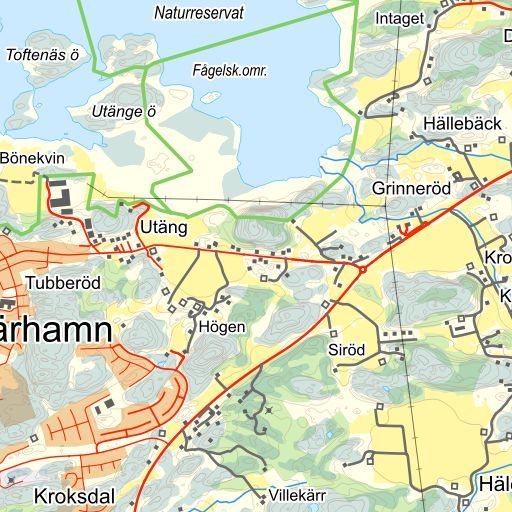 Naturreservat
Intaget
Toftenäs ö
Fågelsk.omr.
Utänge ö
Hällebäck
Bönekvin
Grinneröd
Utäng
Kro
Tubberöd
K
ärhamn
Högen
Siröd
Häl
Kroksdal
Villekärr